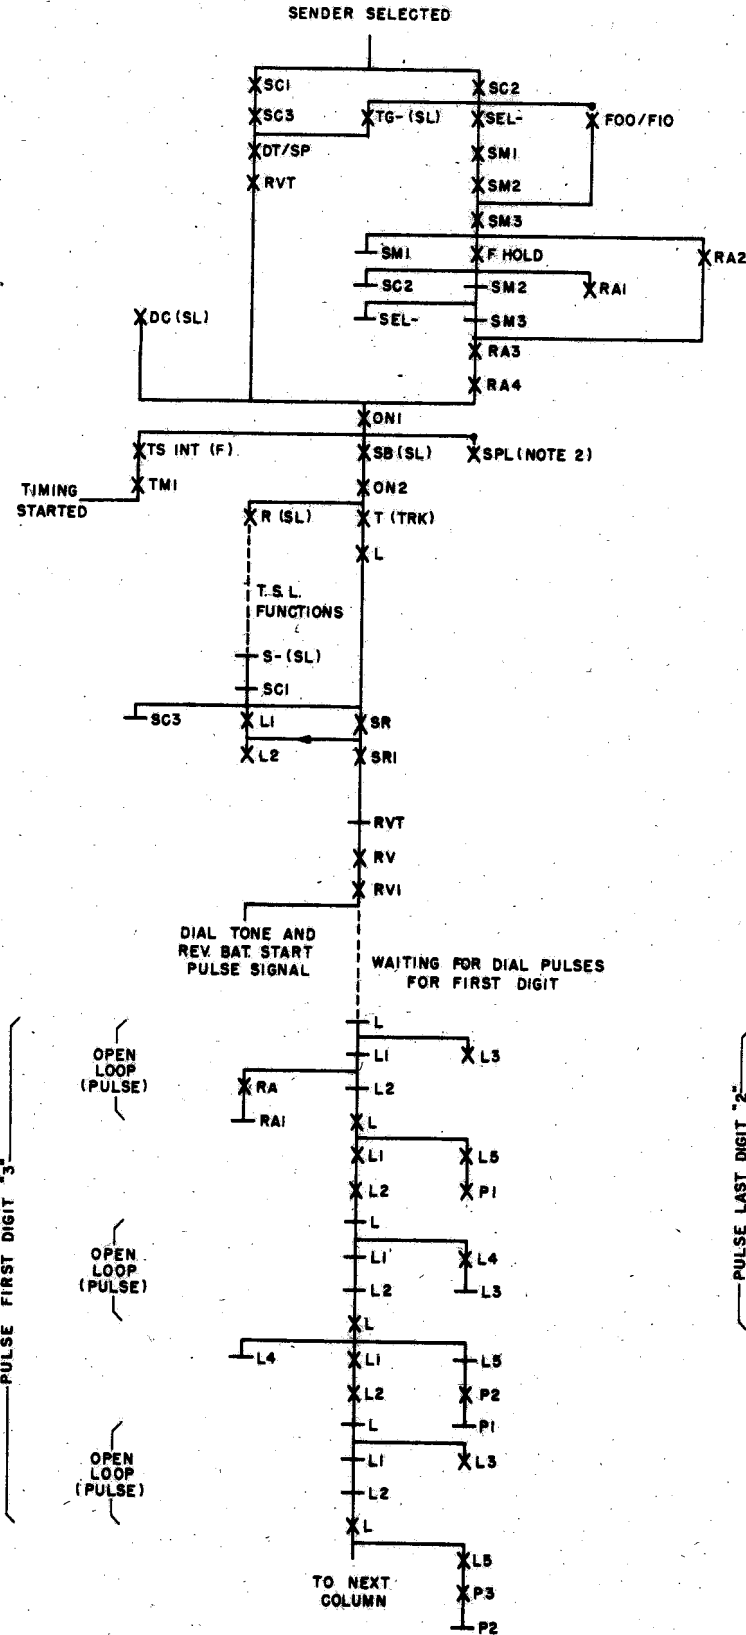 SENDER SELECTED
SC1
SC2
SC3
TG-(SL)
SEL-
FOO/F10
DT/SP
SM1
RVT
SM2
SM3
SM1
F HOLD
RA2
SC2
SM2
RA1
DC (SL)
SEL-
SM3
RA3
RA4
ON1
TS INT (F)
SB (SL)
SPL (NOTE 2)
TM1
ON2
TIMING
STARTED
R (SL)
T (TRK)
L
T.S.L.
FUNCTIONS
S-(SL)
SC1
SC3
L1
SR
L2
SR1
RVT
RV
RV1
DIAL TONE AND
REV. BAT. START
PULSE SIGNAL
WAITING FOR DIAL PULSES
FOR FIRST DIGIT
L
OPEN
LOOP
(PULSE)
L1
L3
RA
L2
RA1
L
L1
L5
L2
P1
PULSE FIRST DIGIT "3"
PULSE LAST DIGIT "2"
L
OPEN
LOOP
(PULSE)
L1
L4
L2
L3
L
L4
L1
L5
L2
P2
L
P1
OPEN
LOOP
(PULSE)
L1
L3
L2
L
L5
TO NEXT
COLUMN
P3
P2